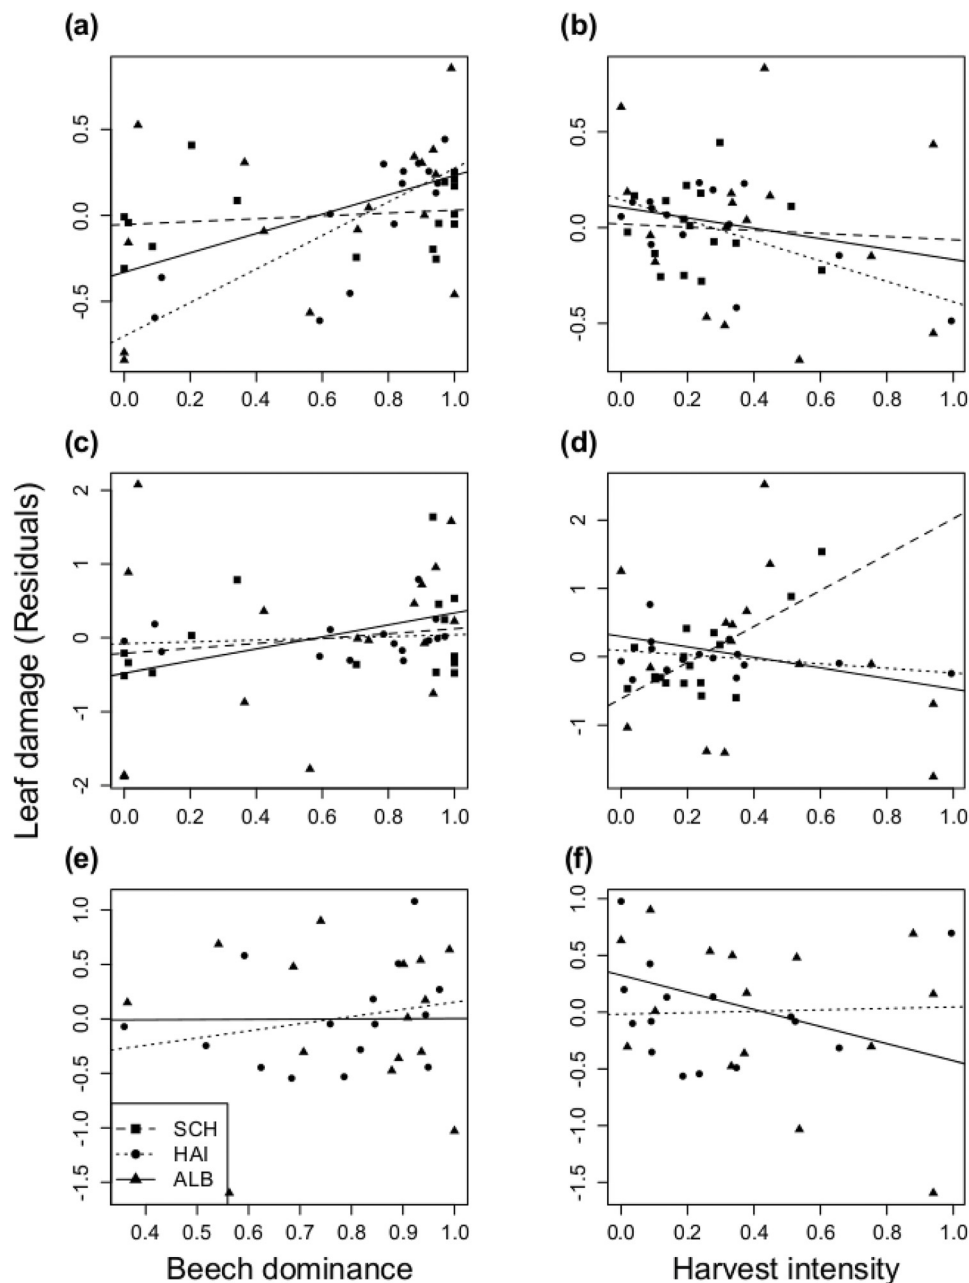 (a) (b)
0.5 0.5
0.0 0.0
-0.5 -0.5
0.0 0.2 0.4 0.6 0.8 1.0 0.0 0.2 0.4 0.6 0.8 1.0
(c) (d)
Leaf damage (Residuals)
2 2
1 1
0 0
-1 -1
-2
0.0 0.2 0.4 0.6 0.8 1.0 0.0 0.2 0.4 0.6 0.8 1.0
(e) (f)
1.0 1.0
0.5 0.5
0.0 0.0
-0.5 -0.5
-1.0 -1.0
-1.5 -1.5
SCH
HAI
ALB
0.4 0.5 0.6 0.7 0.8 0.9 1.0 0.0 0.2 0.4 0.6 0.8 1.0
Beech dominance Harvest intensity